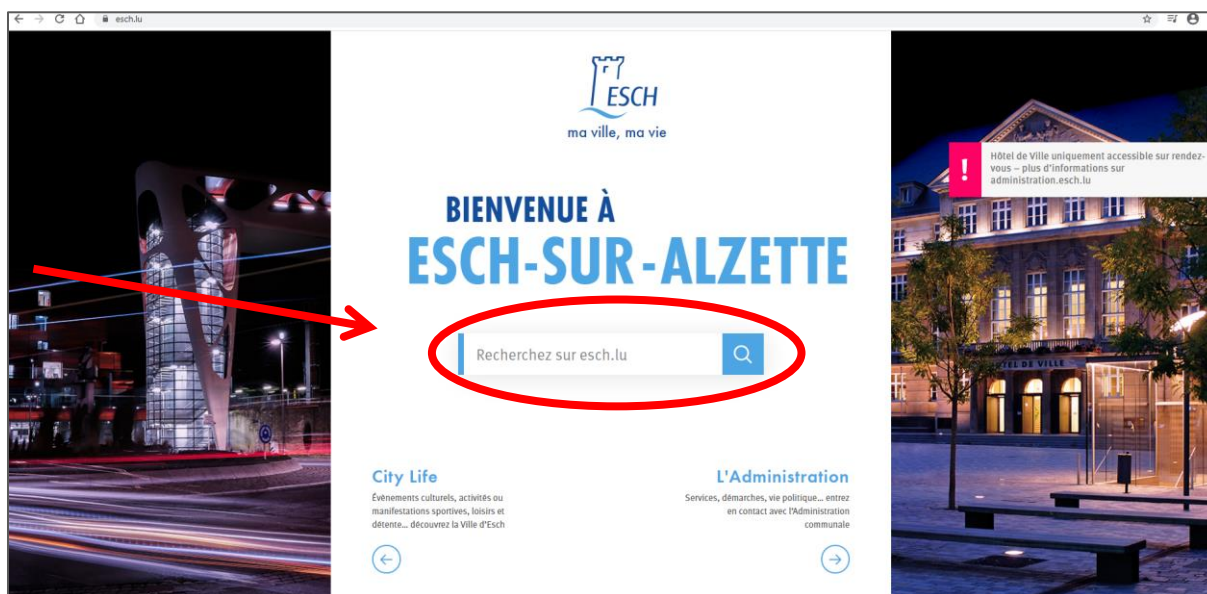 esch.lu
ESCH
ma ville, ma vie
Hôtel de Ville uniquement accessible sur rendez-
vous – plus d'informations sur
administration.esch.lu
BIENVENUE À
ESCH-SUR-ALZETTE
Recherchez sur esch.lu
DE VILLE
City Life
Évènements culturels, activités ou
manifestations sportives, loisirs et
détente... découvrez la Ville d'Esch
L'Administration
Services, démarches, vie politique... entrez
en contact avec l'Administration
communale